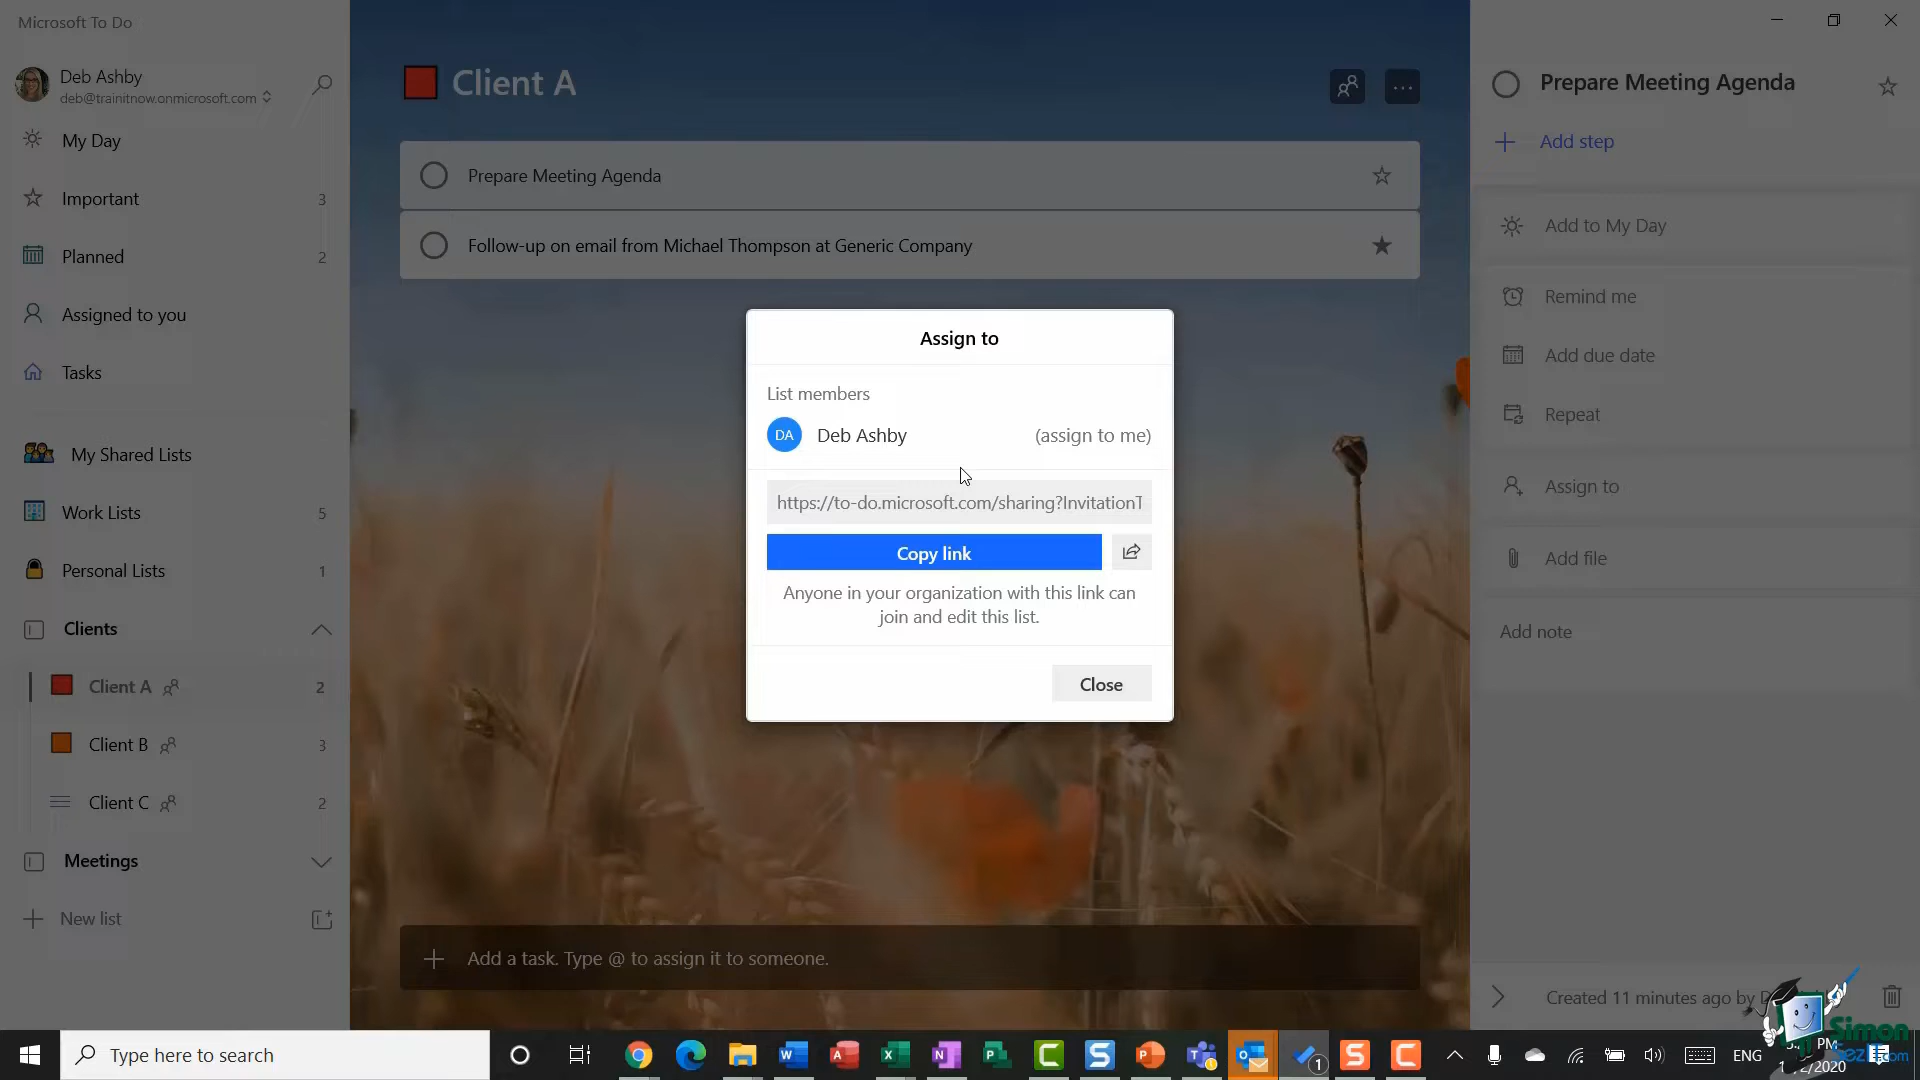 Microsoft To Do
Deb Ashby
deb@trainitnow.onmicrosoft.com
My Day
Important 3
Planned 2
Assigned to you
Tasks
My Shared Lists
Work Lists 5
Personal Lists 1
Clients
Client A 2
Client B 3
Client C 2
Meetings
New list
Client A
Prepare Meeting Agenda
Follow-up on email from Michael Thompson at Generic Company
Assign to
List members
DA Deb Ashby (assign to me)
https://to-do.microsoft.com/sharing?InvitationT
Copy link
Anyone in your organization with this link can
join and edit this list.
Close
Add a task. Type @ to assign it to someone.
Prepare Meeting Agenda
Add step
Add to My Day
Remind me
Add due date
Repeat
Assign to
Add file
Add note
Created 11 minutes ago by
Simon
SezIT.com
Type here to search
1
ENG
PM